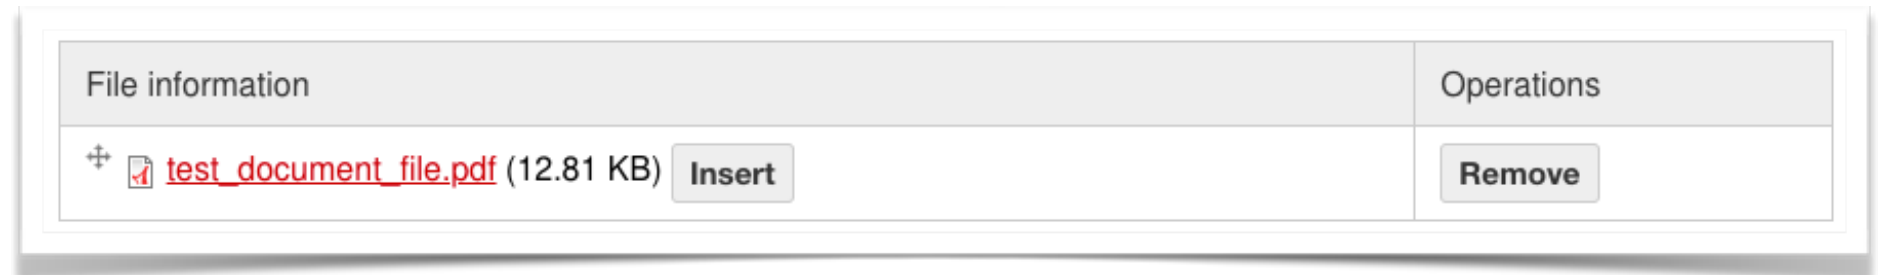 File information Operations
test_document_file.pdf (12.81 KB) Insert Remove